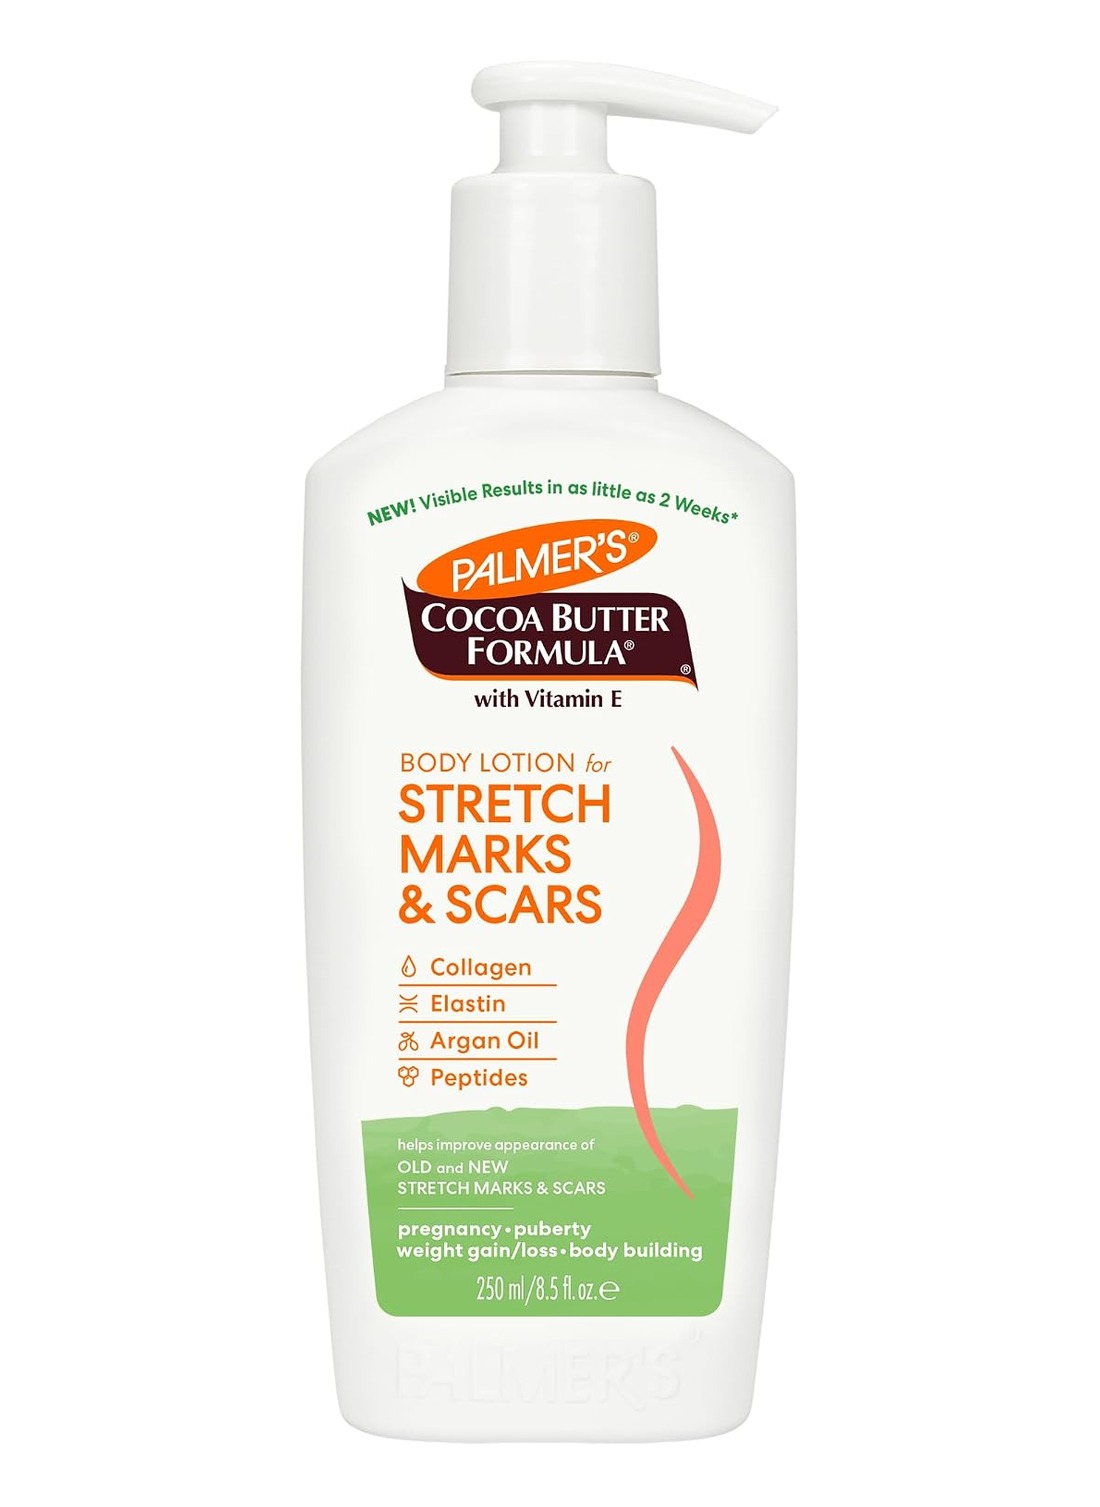 NEW! Visible Results in as little as 2 Weeks*
PALMER'S®
COCOA BUTTER
FORMULA®
®
with Vitamin E
BODY LOTION for
STRETCH
MARKS
& SCARS
Collagen
Elastin
Argan Oil
Peptides
helps improve appearance of
OLD and NEW
STRETCH MARKS & SCARS
pregnancy • puberty
weight gain/loss • body building
250 ml/8.5 fl. oz. ℮
PALMER'S